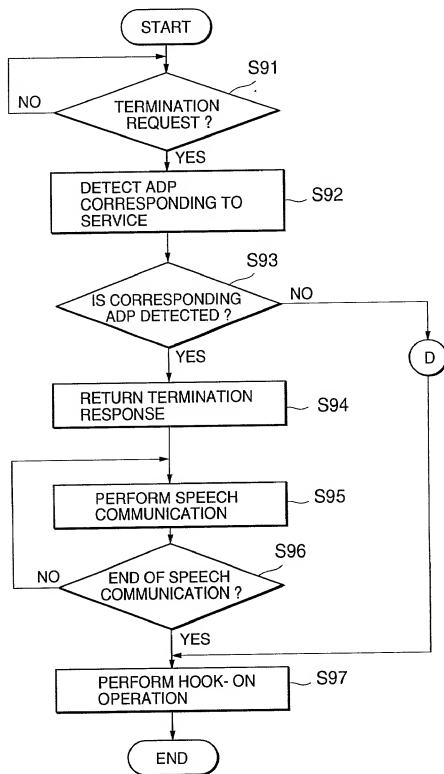 START
S91
NO
TERMINATION
REQUEST ?
YES
DETECT ADP
CORRESPONDING TO
SERVICE
S92
S93
IS CORRESPONDING
ADP DETECTED ?
NO
YES
D
RETURN TERMINATION
RESPONSE
S94
PERFORM SPEECH
COMMUNICATION
S95
S96
NO
END OF SPEECH
COMMUNICATION ?
YES
PERFORM HOOK- ON
OPERATION
S97
END